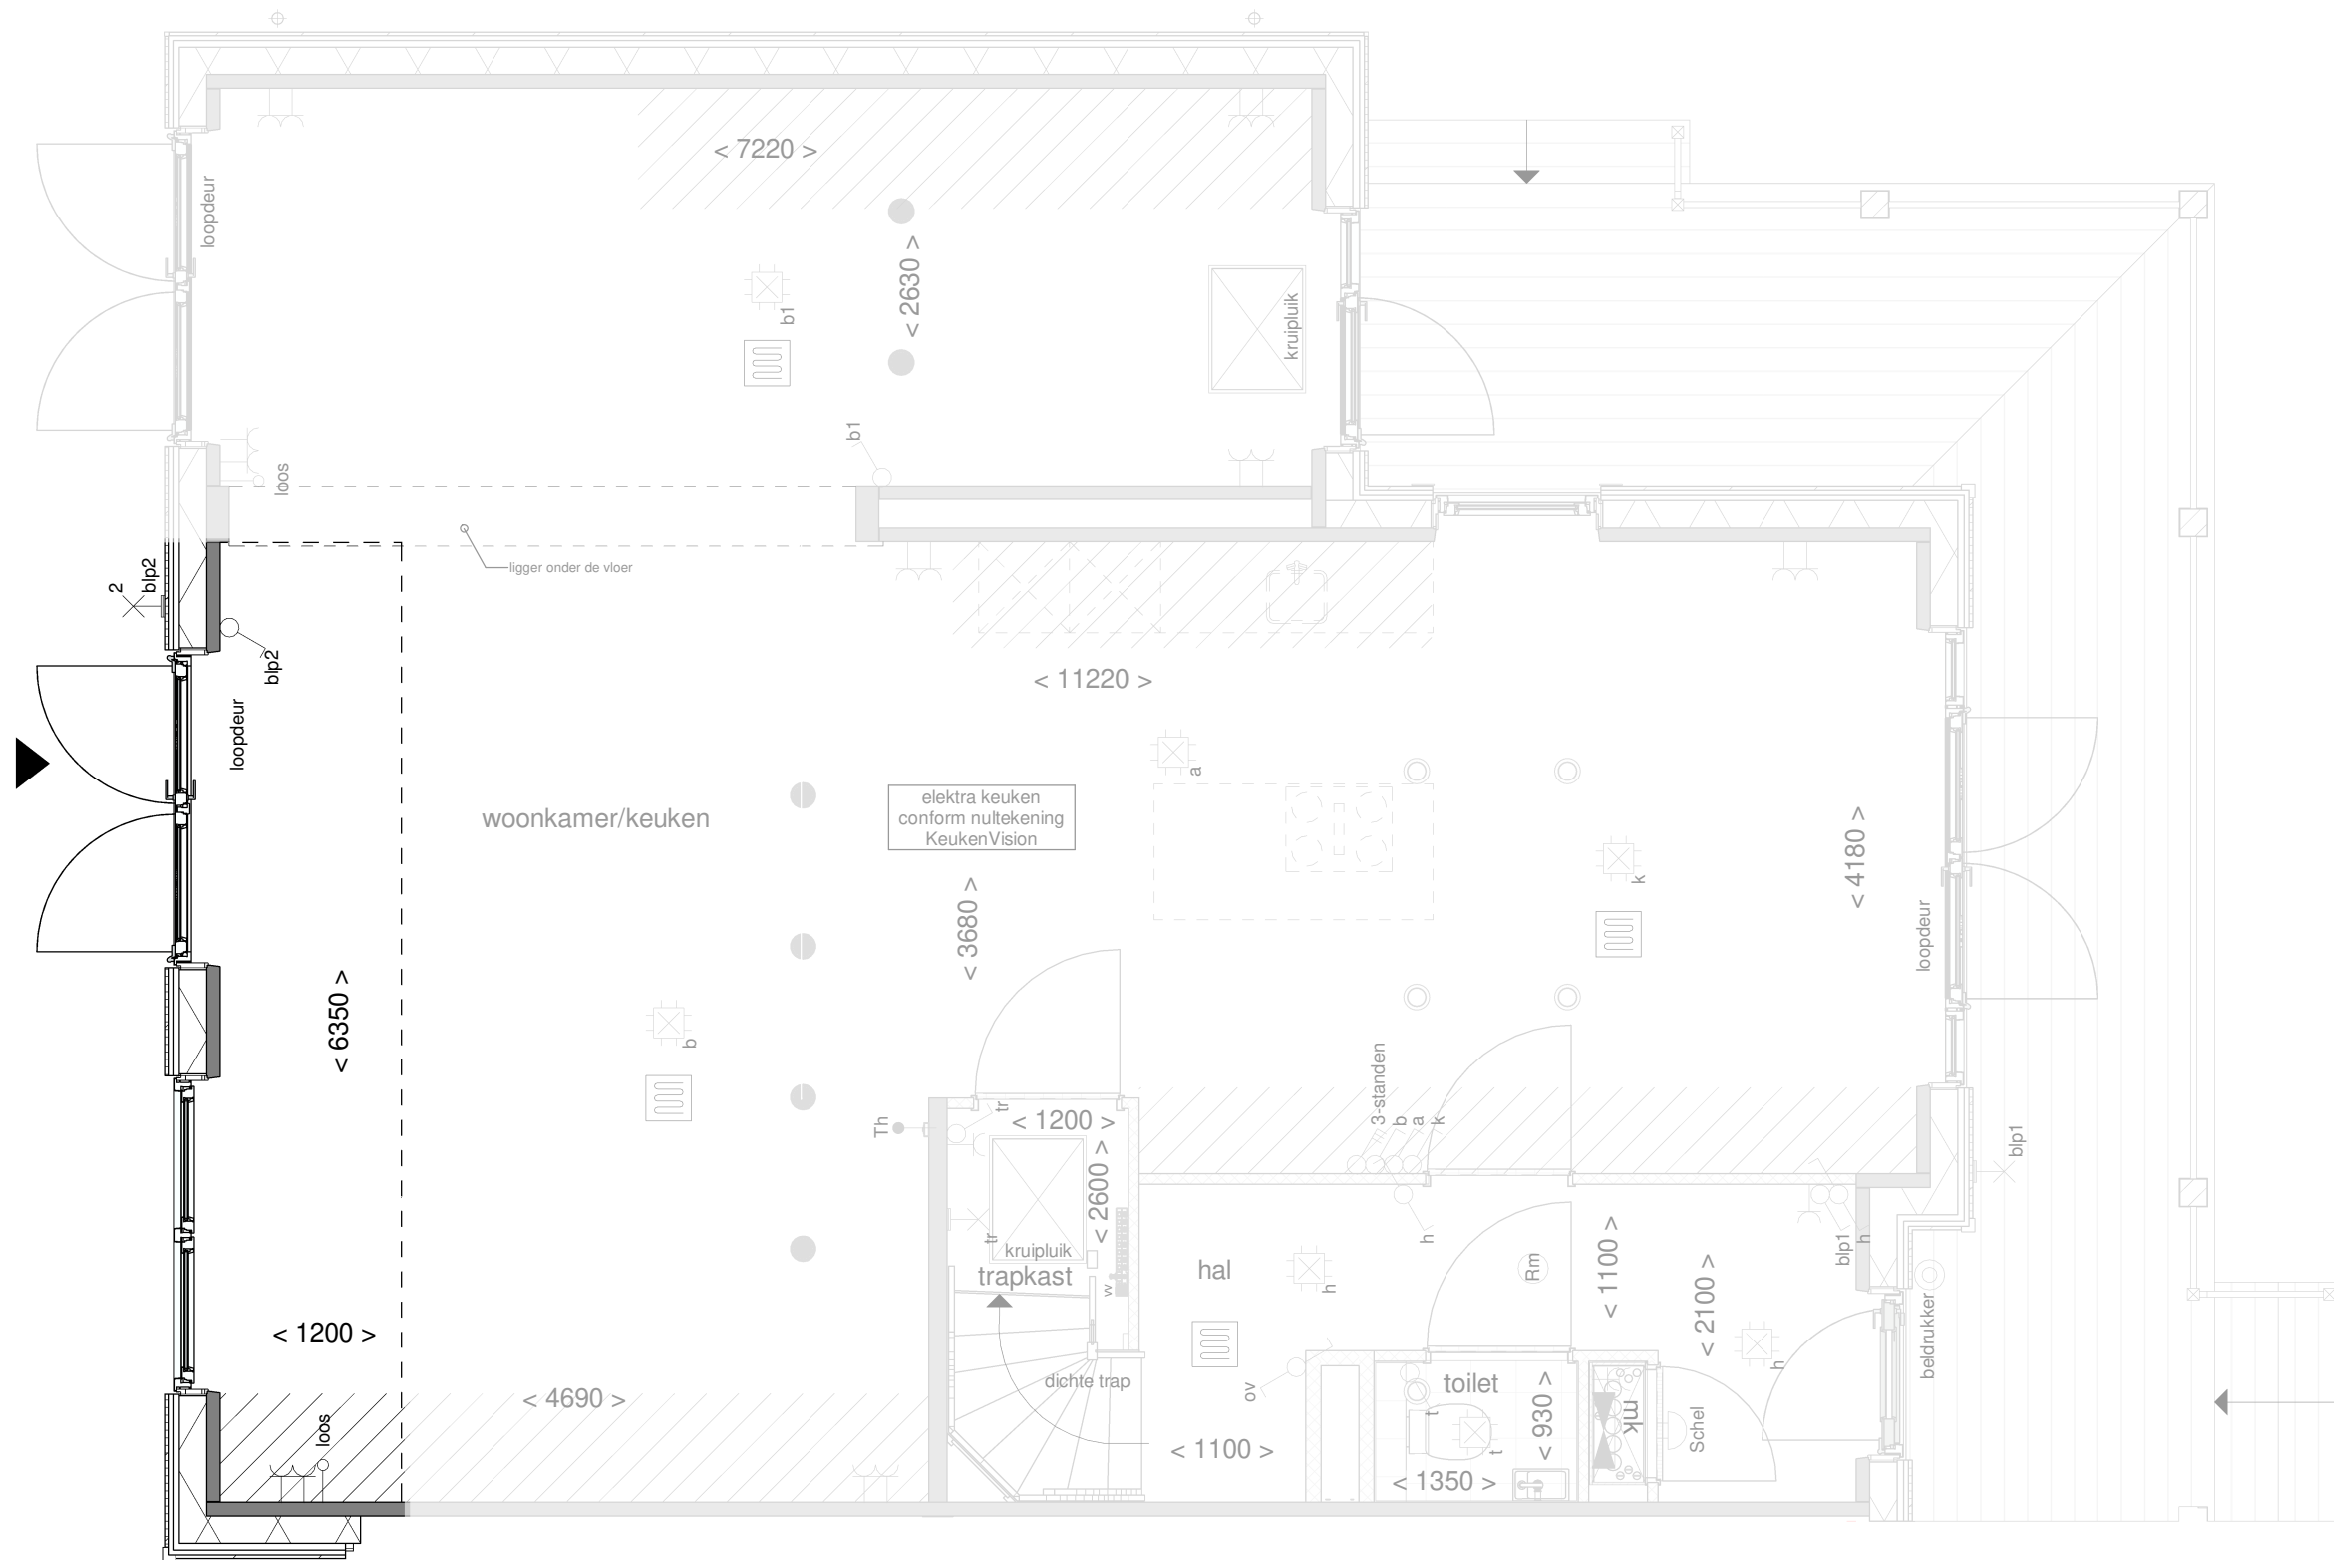 < 7220 >
loopdeur
< 2630 >
b1
kruipluik
b1
loos
ligger onder de vloer
2
blp2
blp2
loopdeur
< 11220 >
a
woonkamer/keuken
elektra keuken
conform nultekening
KeukenVision
< 4180 >
k
< 3680 >
loopdeur
< 6350 >
b
3-standen
b
a
k
Th
tr
< 1200 >
blp1
< 2600 >
tr
kruipluik
trapkast
w
hal
h
h
Rm
< 1100 >
< 2100 >
blp1
h
beldrukker
< 1200 >
h
dichte trap
ov
toilet
t
< 930 >
mk
Schel
< 4690 >
loos
< 1100 >
t
< 1350 >